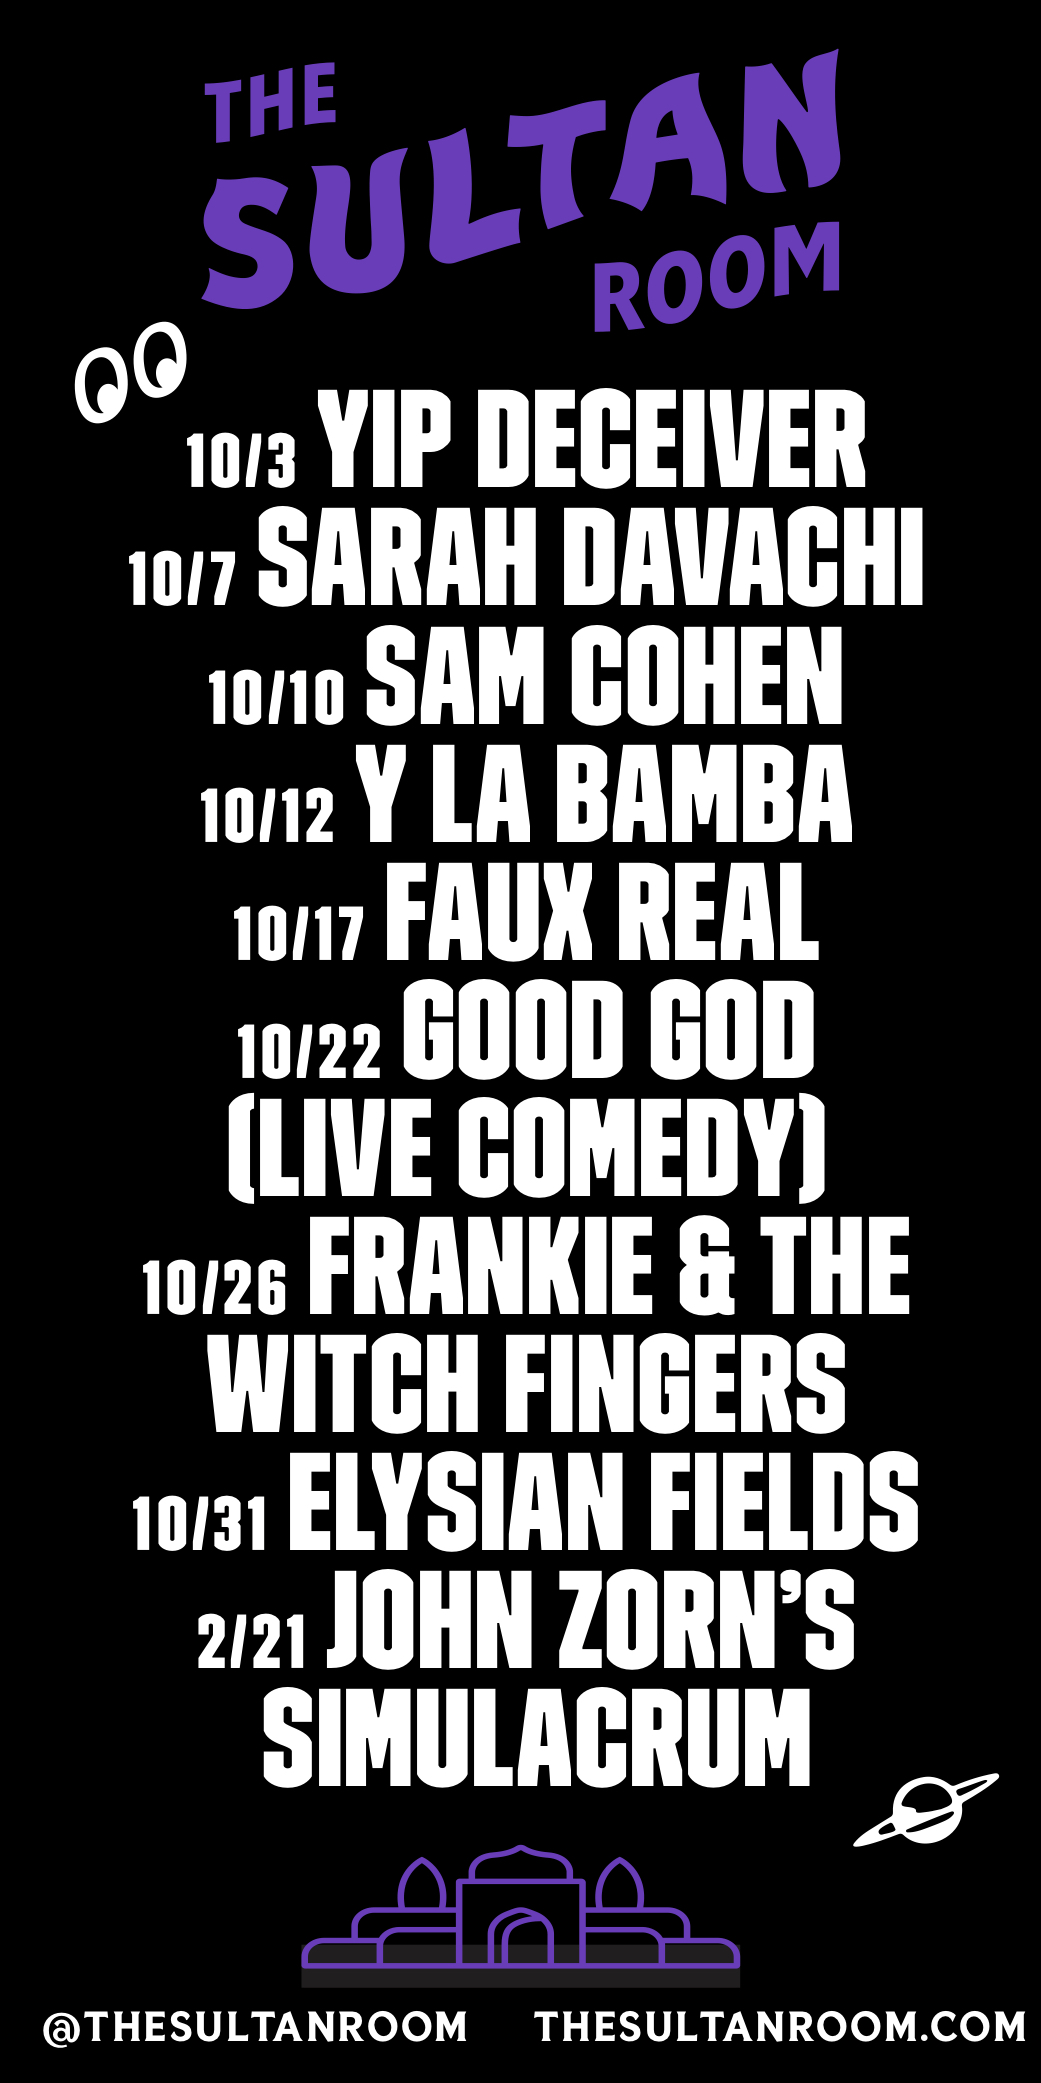 THE
SULTAN
ROOM
10/3 YIP DECEIVER
10/7 SARAH DAVACHI
10/10 SAM COHEN
10/12 Y LA BAMBA
10/17 FAUX REAL
10/22 GOOD GOD
(LIVE COMEDY)
10/26 FRANKIE & THE
WITCH FINGERS
10/31 ELYSIAN FIELDS
2/21 JOHN ZORN’S
SIMULACRUM
@THESULTANROOM THESULTANROOM.COM